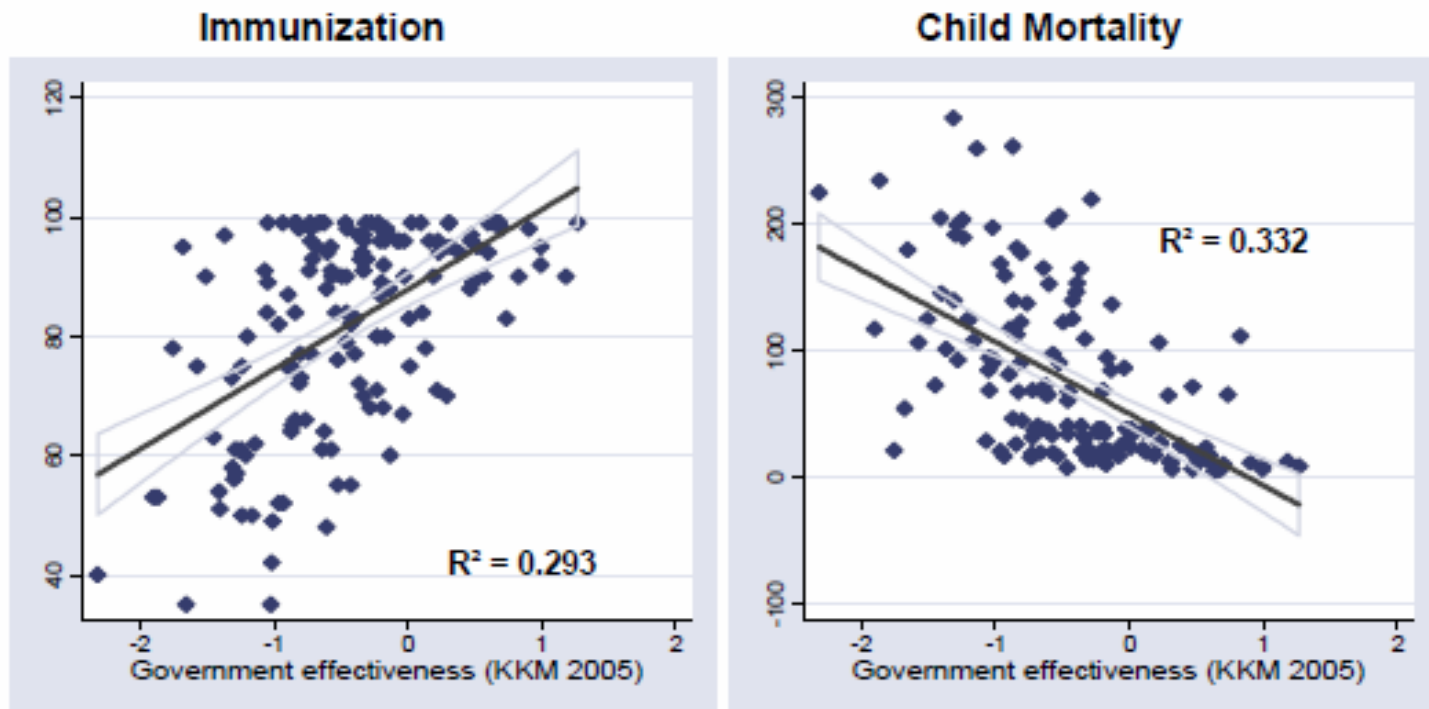 Immunization
120
100
80
60
40
R² = 0.293
-2 -1 0 1 2
Government effectiveness (KKM 2005)
Child Mortality
300
200
100
0
-100
R² = 0.332
-2 -1 0 1 2
Government effectiveness (KKM 2005)